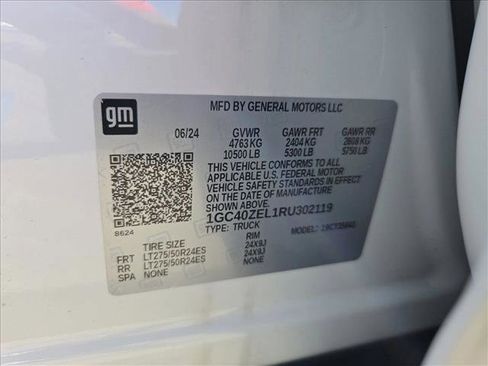 gm
MFD BY GENERAL MOTORS LLC
06/24 GVWR GAWR FRT GAWR RR
4763 KG 2404 KG 2608 KG
10500 LB 5300 LB 5750 LB
THIS VEHICLE CONFORMS TO ALL
APPLICABLE U.S. FEDERAL MOTOR
VEHICLE SAFETY STANDARDS IN
EFFECT ON THE DATE OF
MANUFACTURE SHOWN ABOVE.
1GC40ZEL1RU302119
TYPE: TRUCK MODEL:
8624
TIRE SIZE RIM
FRT LT275/50R24ES 24X9J
RR LT275/50R24ES 24X9J
SPA NONE NONE